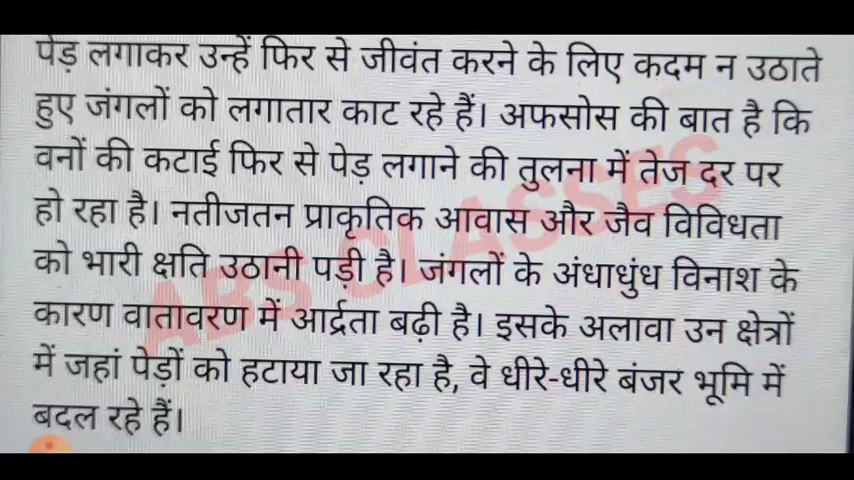 पेड़ लगाकर उन्हें फिर से जीवंत करने के लिए कदम न उठाते
हुए जंगलों को लगातार काट रहे हैं। अफसोस की बात है कि
वनों की कटाई फिर से पेड़ लगाने की तुलना में तेज दर पर
हो रहा है। नतीजतन प्राकृतिक आवास और जैव विविधता
को भारी क्षति उठानी पड़ी है। जंगलों के अंधाधुंध विनाश के
कारण वातावरण में आर्द्रता बढ़ी है। इसके अलावा उन क्षेत्रों
में जहां पेड़ों को हटाया जा रहा है, वे धीरे-धीरे बंजर भूमि में
बदल रहे हैं।
ABS CLASSES